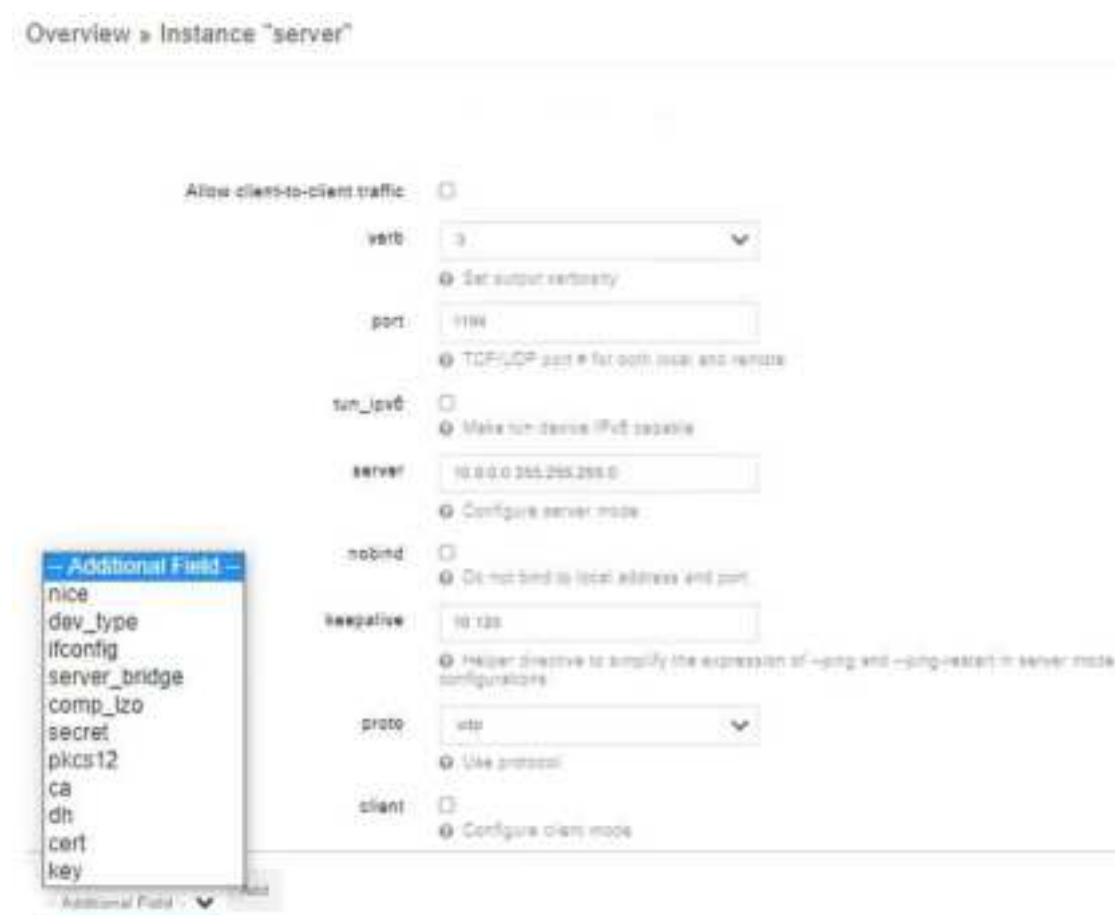 Overview » Instance "server"
Allow client-to-client traffic
verb
3
Set output verbosity
port
1194
TCP/UDP port # for both local and remote
tun_ipv6
Make tun device IPv6 capable
server
10.0.0.0 255.255.255.0
Configure server mode
nobind
Do not bind to local address and port
keepalive
10 120
Helper directive to simplify the expression of --ping and --ping-restart in server mode
configurations
proto
udp
Use protocol
client
Configure client mode
-- Additional Field --
nice
dev_type
ifconfig
server_bridge
comp_lzo
secret
pkcs12
ca
dh
cert
key
Additional Field
Add